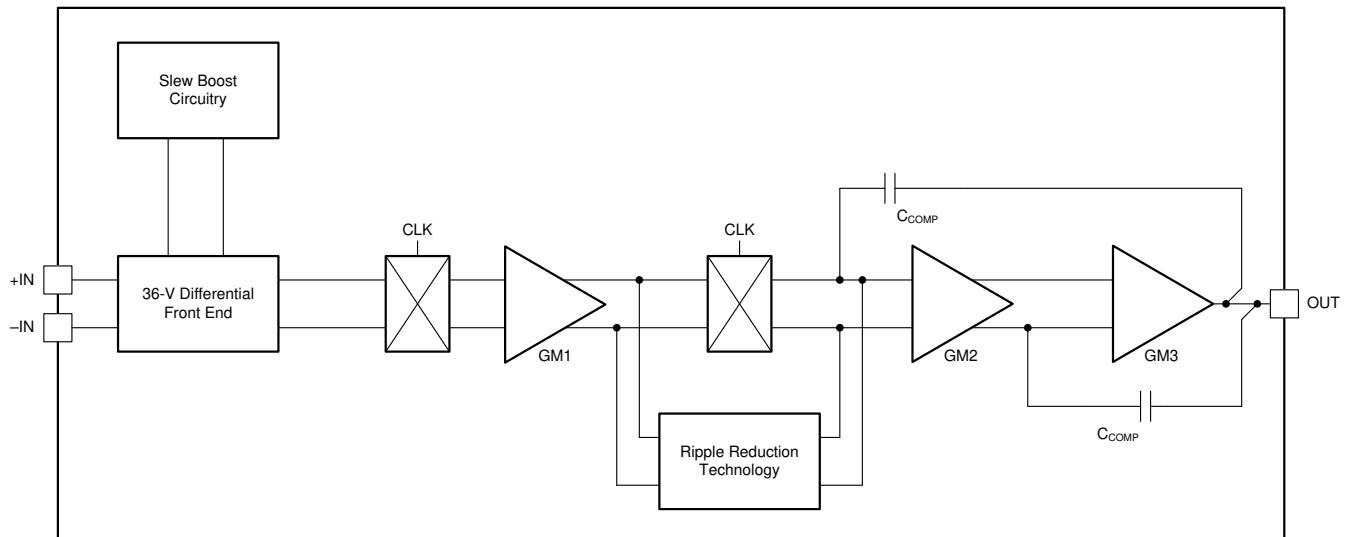 Slew Boost
Circuitry
CLK
CLK
C_COMP
+IN
36-V Differential
Front End
OUT
–IN
GM1
GM2
GM3
C_COMP
Ripple Reduction
Technology